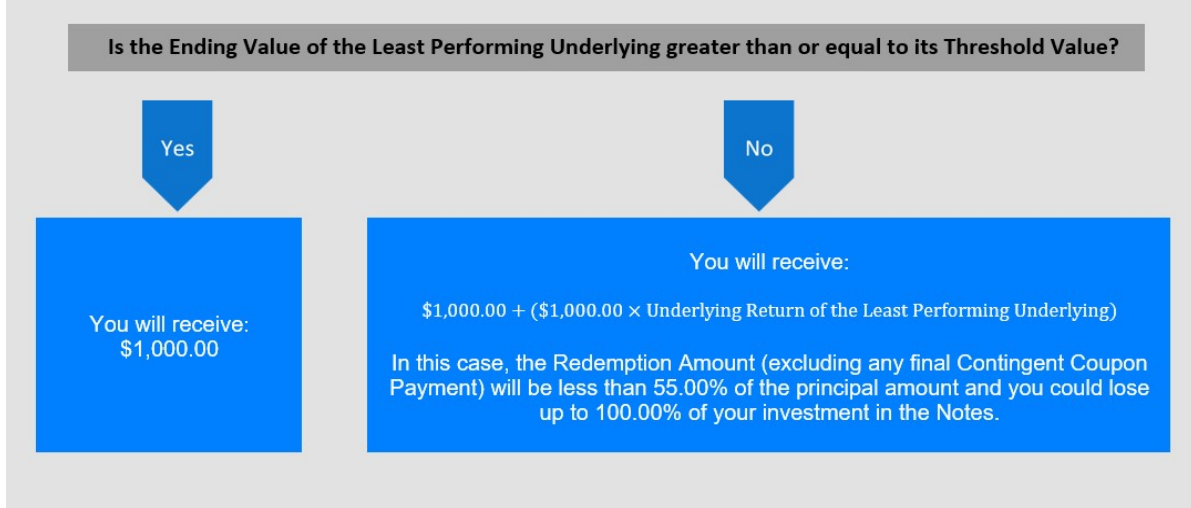 Is the Ending Value of the Least Performing Underlying greater than or equal to its Threshold Value?
Yes
No
You will receive:
$1,000.00
You will receive:
$1,000.00 + ($1,000.00 × Underlying Return of the Least Performing Underlying)
In this case, the Redemption Amount (excluding any final Contingent Coupon
Payment) will be less than 55.00% of the principal amount and you could lose
up to 100.00% of your investment in the Notes.